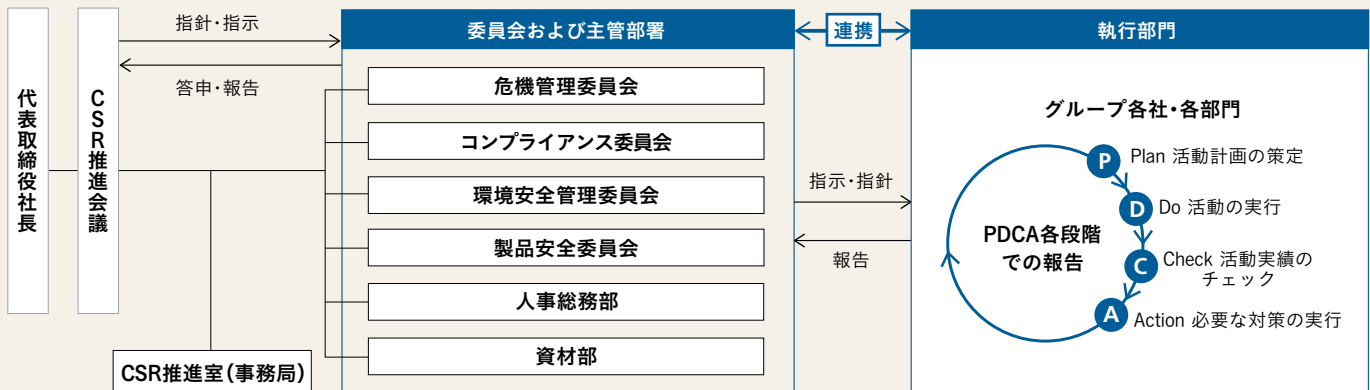 代表取締役社長
CSR推進会議
指針・指示
答申・報告
CSR推進室（事務局）
委員会および主管部署
危機管理委員会
コンプライアンス委員会
環境安全管理委員会
製品安全委員会
人事総務部
資材部
連携
指示・指針
報告
執行部門
グループ各社・各部門
PDCA各段階
での報告
P Plan 活動計画の策定
D Do 活動の実行
C Check 活動実績の
チェック
A Action 必要な対策の実行